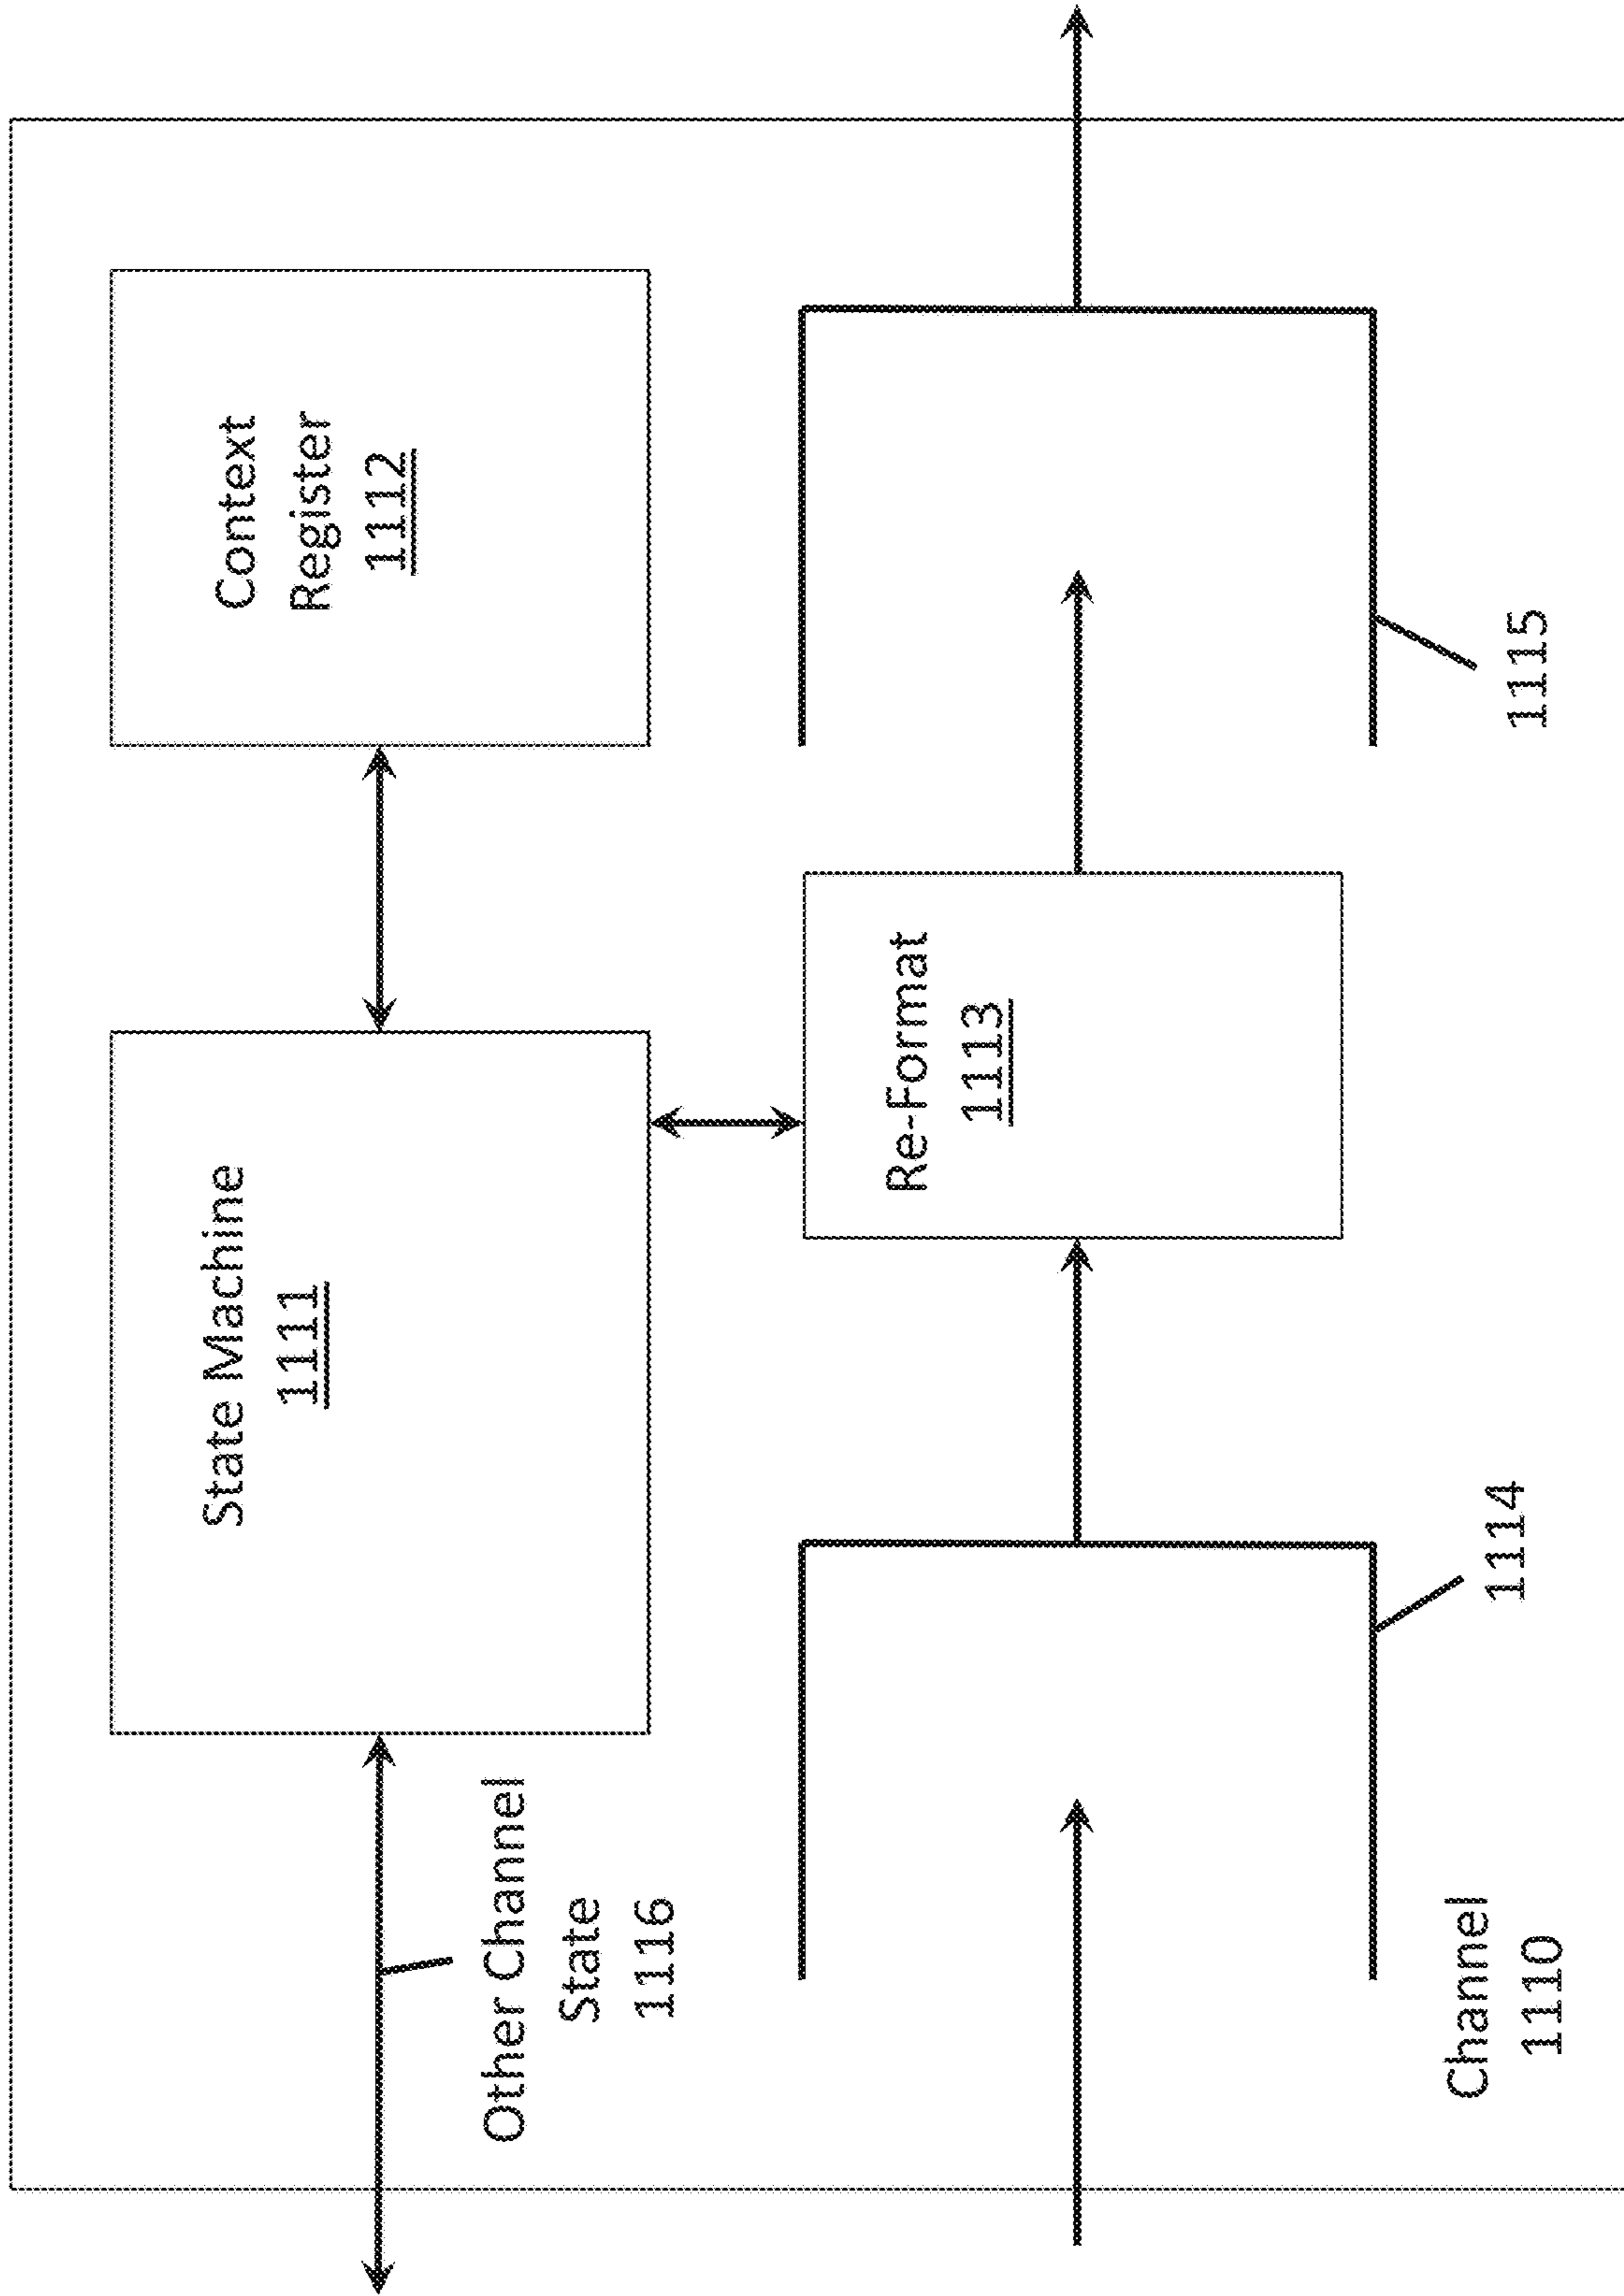 State Machine
1111
Context
Register
1112
Other Channel
State
1116
Re-Format
1113
1114
1115
Channel
1110